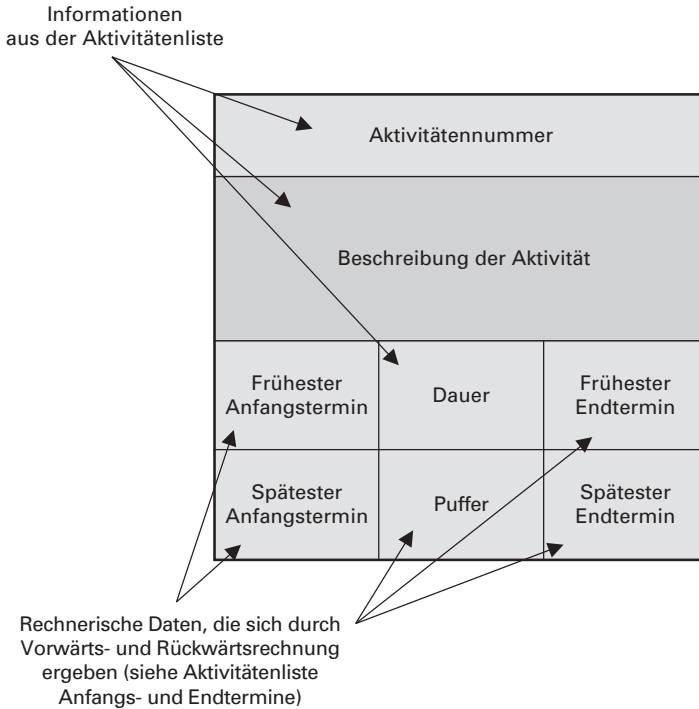 Informationen
aus der Aktivitätenliste
Aktivitätennummer
Beschreibung der Aktivität
Frühester
Anfangstermin
Dauer
Frühester
Endtermin
Spätester
Anfangstermin
Puffer
Spätester
Endtermin
Rechnerische Daten, die sich durch
Vorwärts- und Rückwärtsrechnung
ergeben (siehe Aktivitätenliste
Anfangs- und Endtermine)